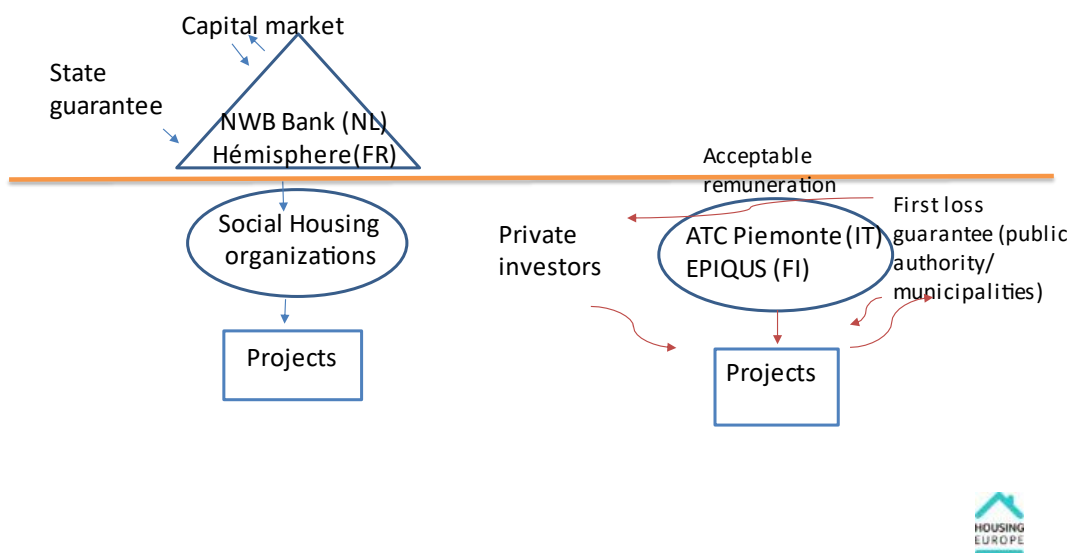 Capital market
State
guarantee
NWB Bank (NL)
Hémisphere(FR)
Social Housing
organizations
Projects
Acceptable
remuneration
Private
investors
ATC Piemonte (IT)
EPIQUS (FI)
First loss
guarantee (public
authority/
municipalities)
Projects
HOUSING
EUROPE